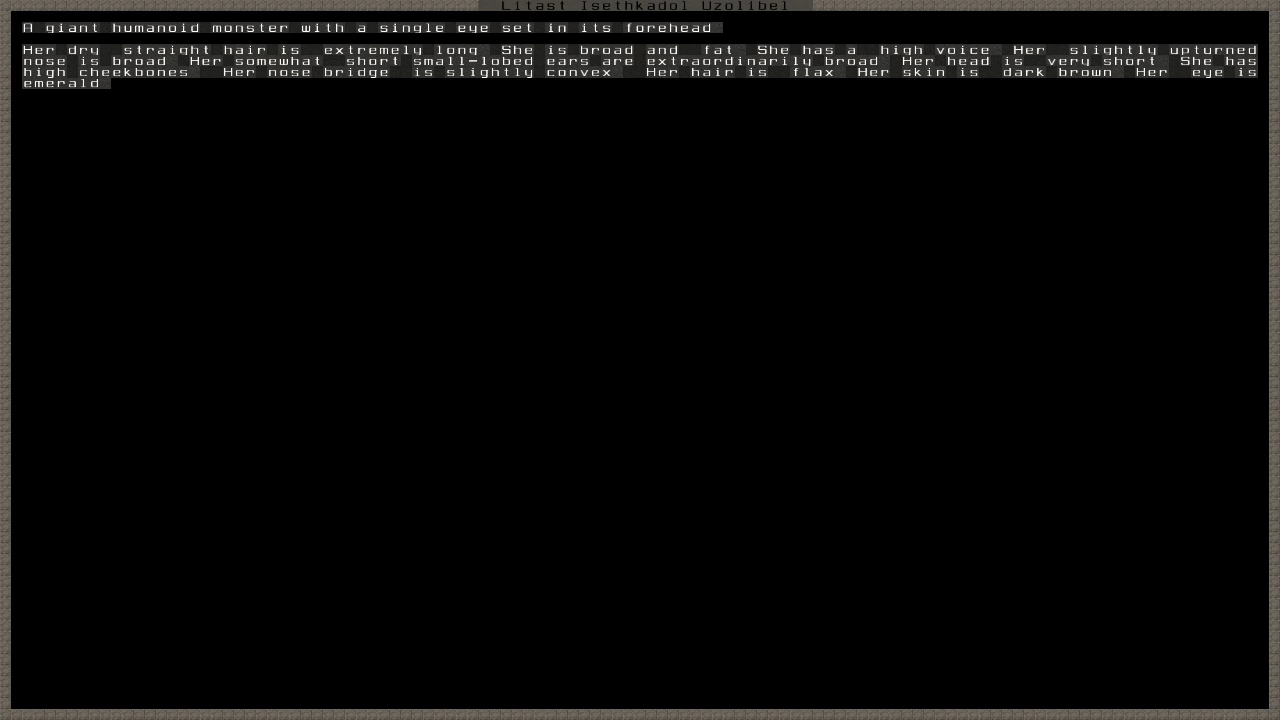 Litast Isethkadol Uzolibel
A giant humanoid monster with a single eye set in its forehead
Her dry straight hair is extremely long She is broad and fat She has a high voice Her slightly upturned
nose is broad Her somewhat short small-lobed ears are extraordinarily broad Her head is very short She has
high cheekbones Her nose bridge is slightly convex Her hair is flax Her skin is dark brown Her eye is
emerald